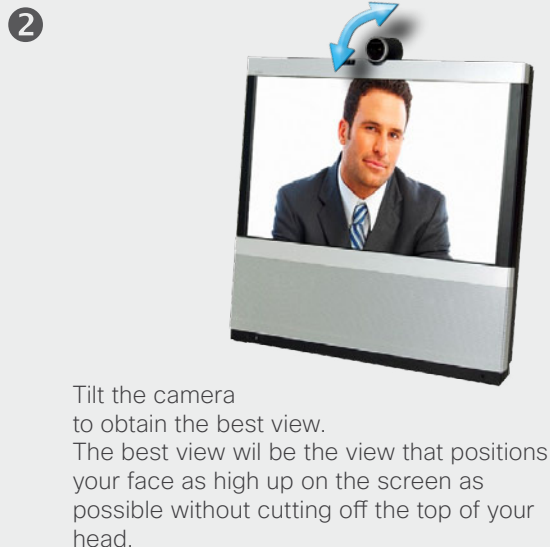 2
Tilt the camera
to obtain the best view.
The best view wil be the view that positions
your face as high up on the screen as
possible without cutting off the top of your
head.